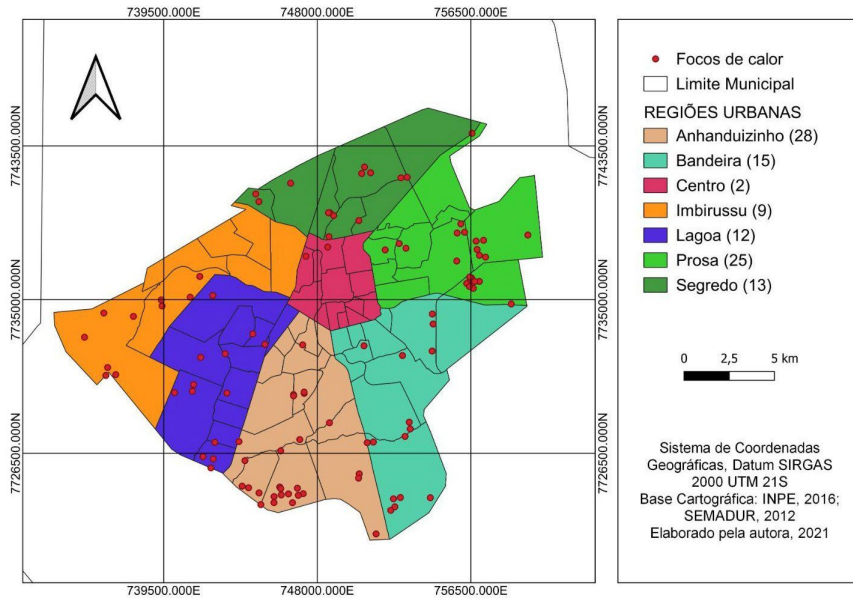 739500.000E 748000.000E 756500.000E
7743500.000N 7743500.000N
7735000.000N 7735000.000N
7726500.000N 7726500.000N
739500.000E 748000.000E 756500.000E
Focos de calor
Limite Municipal
REGIÕES URBANAS
Anhanduizinho (28)
Bandeira (15)
Centro (2)
Imbirussu (9)
Lagoa (12)
Prosa (25)
Segredo (13)
0 2,5 5 km
Sistema de Coordenadas
Geográficas, Datum SIRGAS
2000 UTM 21S
Base Cartográfica: INPE, 2016;
SEMADUR, 2012
Elaborado pela autora, 2021